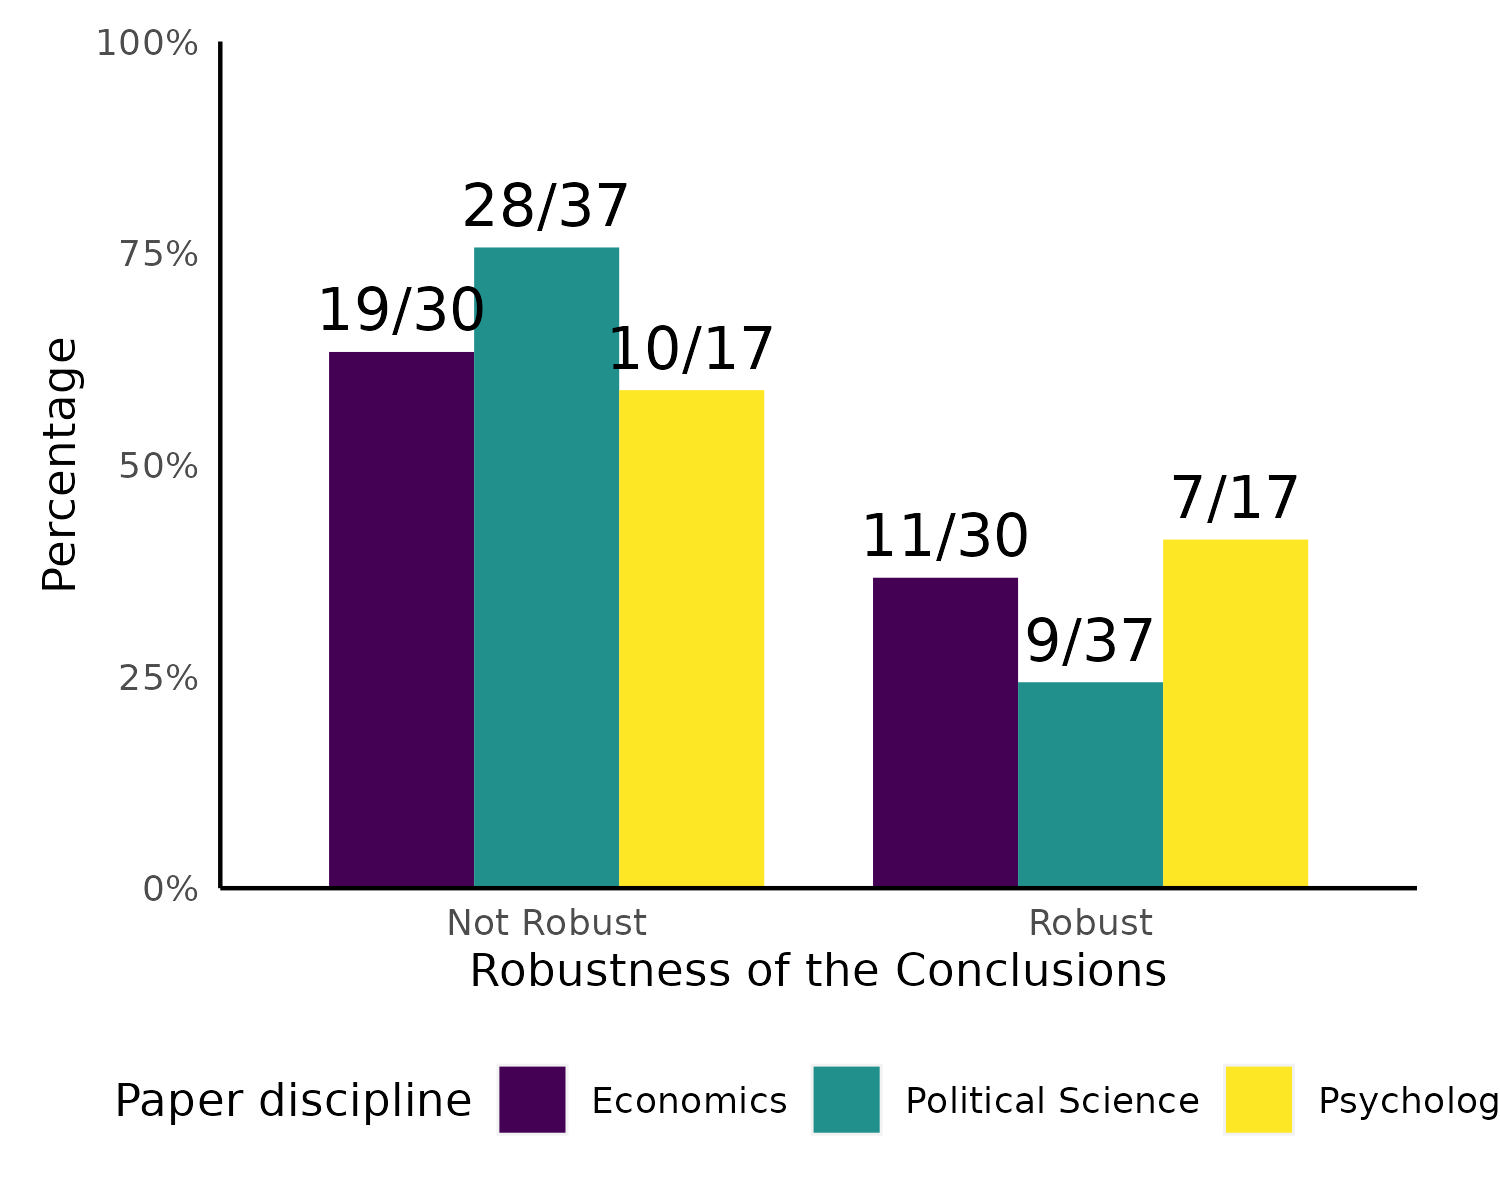 100%
75%
50%
25%
0%
Percentage
28/37
19/30
10/17
7/17
11/30
9/37
Not Robust Robust
Robustness of the Conclusions
Paper discipline Economics Political Science Psycholog